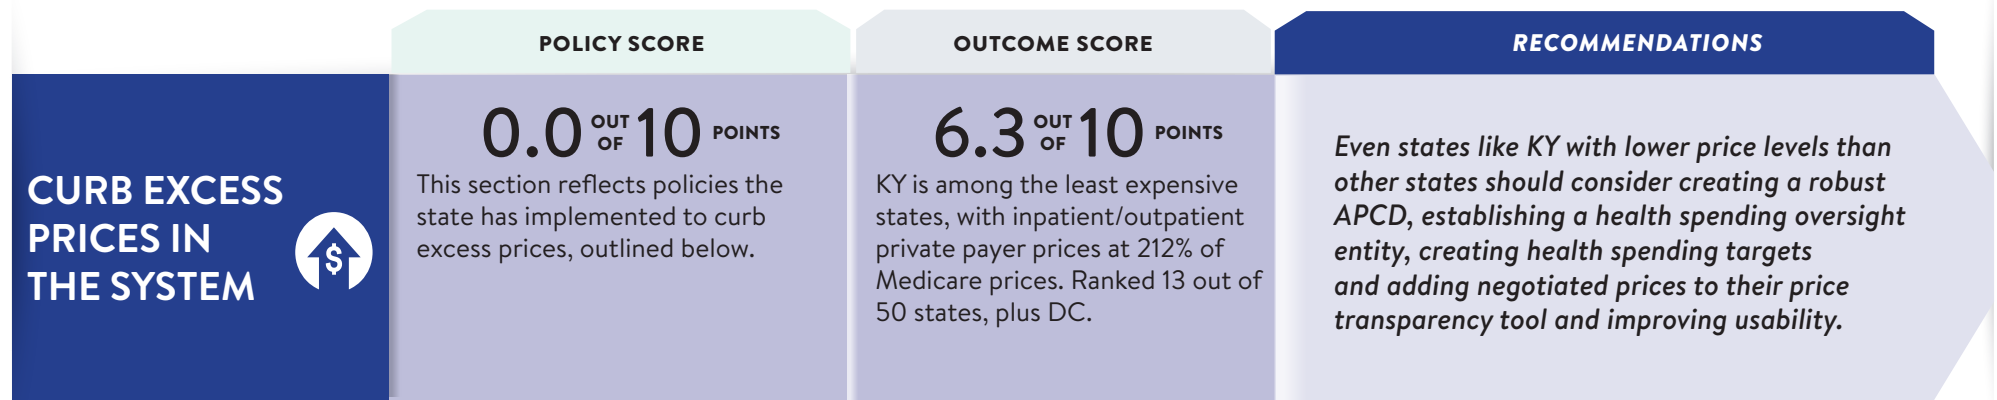 POLICY SCORE
OUTCOME SCORE
RECOMMENDATIONS
CURB EXCESS
PRICES IN
THE SYSTEM
$
0.0 OUT OF 10 POINTS
This section reflects policies the
state has implemented to curb
excess prices, outlined below.
6.3 OUT OF 10 POINTS
KY is among the least expensive
states, with inpatient/outpatient
private payer prices at 212% of
Medicare prices. Ranked 13 out of
50 states, plus DC.
Even states like KY with lower price levels than
other states should consider creating a robust
APCD, establishing a health spending oversight
entity, creating health spending targets
and adding negotiated prices to their price
transparency tool and improving usability.